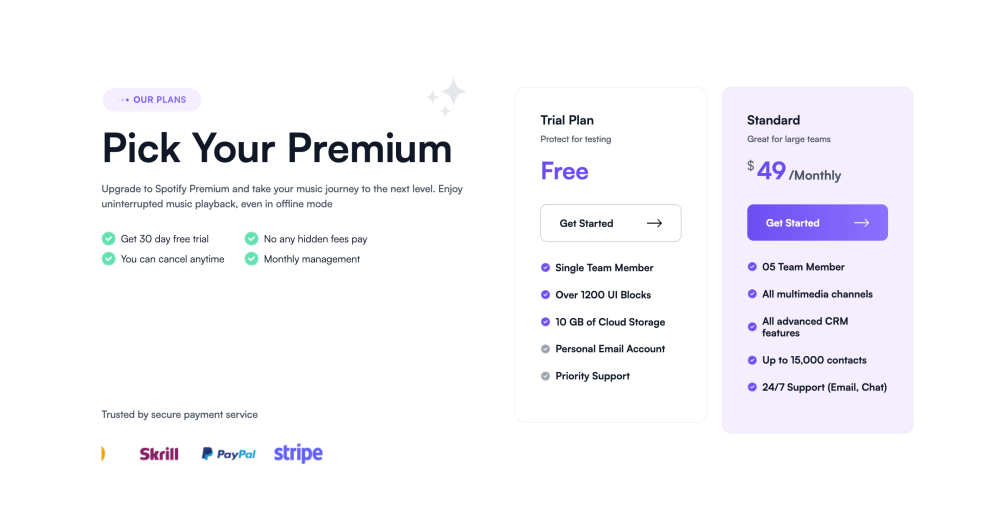 OUR PLANS
Pick Your Premium
Upgrade to Spotify Premium and take your music journey to the next level. Enjoy
uninterrupted music playback, even in offline mode
Get 30 day free trial
No any hidden fees pay
You can cancel anytime
Monthly management
Trusted by secure payment service
Skrill
PayPal
stripe
Trial Plan
Protect for testing
Free
Get Started
Single Team Member
Over 1200 UI Blocks
10 GB of Cloud Storage
Personal Email Account
Priority Support
Standard
Great for large teams
$49/Monthly
Get Started
05 Team Member
All multimedia channels
All advanced CRM
features
Up to 15,000 contacts
24/7 Support (Email, Chat)